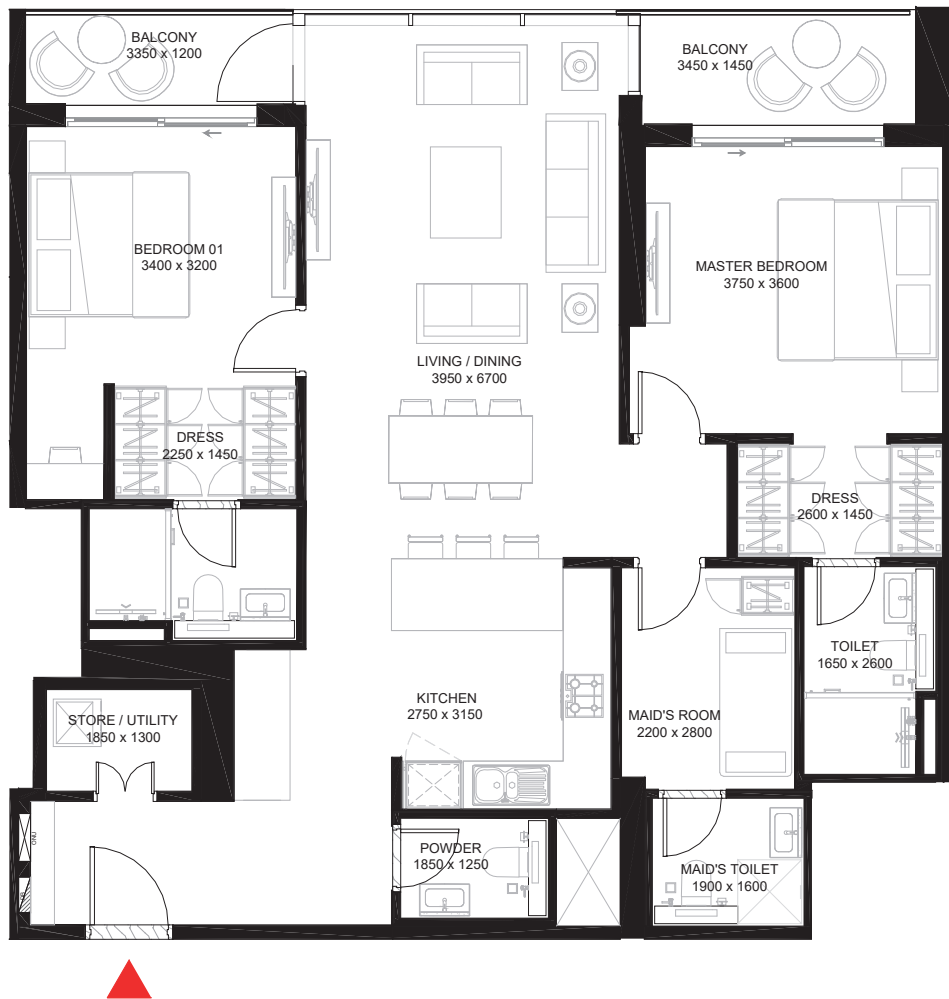 BALCONY
3350 x 1200
BALCONY
3450 x 1450
BEDROOM 01
3400 x 3200
MASTER BEDROOM
3750 x 3600
LIVING / DINING
3950 x 6700
DRESS
2250 x 1450
DRESS
2600 x 1450
TOILET
1650 x 2600
KITCHEN
2750 x 3150
MAID'S ROOM
2200 x 2800
STORE / UTILITY
1850 x 1300
POWDER
1850 x 1250
MAID'S TOILET
1900 x 1600